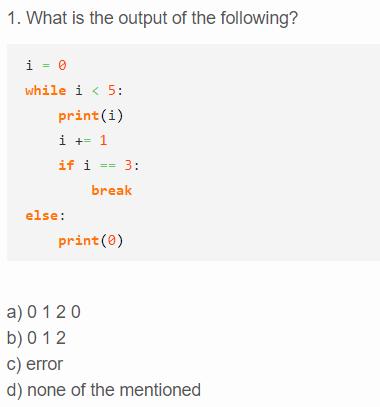 1. What is the output of the following?
i = 0
while i < 5:
    print(i)
    i += 1
    if i == 3:
        break
else:
    print(0)
a) 0 1 2 0
b) 0 1 2
c) error
d) none of the mentioned